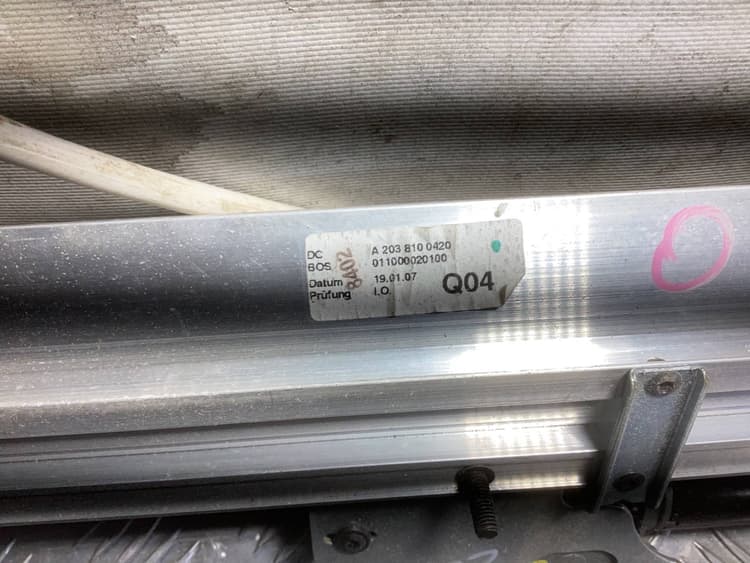 DC A 203 810 0420
BOS 011000020100
Datum 19.01.07
Prüfung I.O. Q04
8402